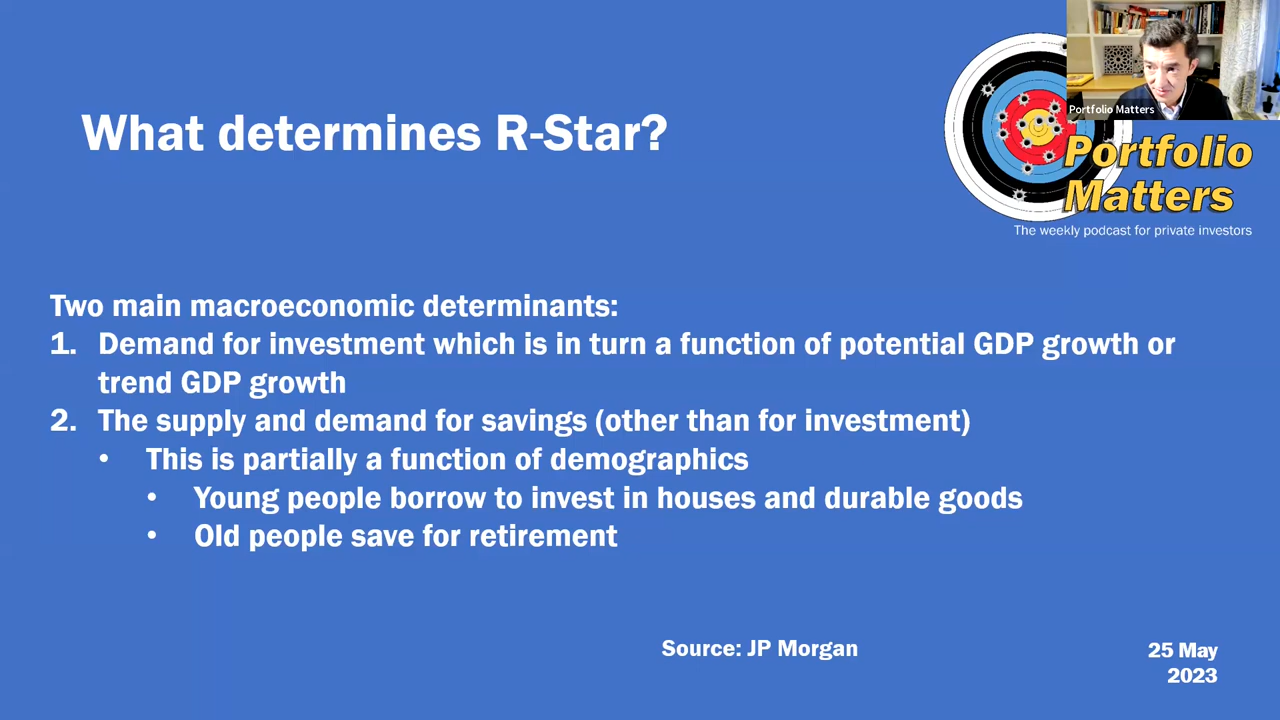 What determines R-Star?
Portfolio Matters
Portfolio
Matters
The weekly podcast for private investors
Two main macroeconomic determinants:
1. Demand for investment which is in turn a function of potential GDP growth or
trend GDP growth
2. The supply and demand for savings (other than for investment)
• This is partially a function of demographics
• Young people borrow to invest in houses and durable goods
• Old people save for retirement
Source: JP Morgan
25 May
2023